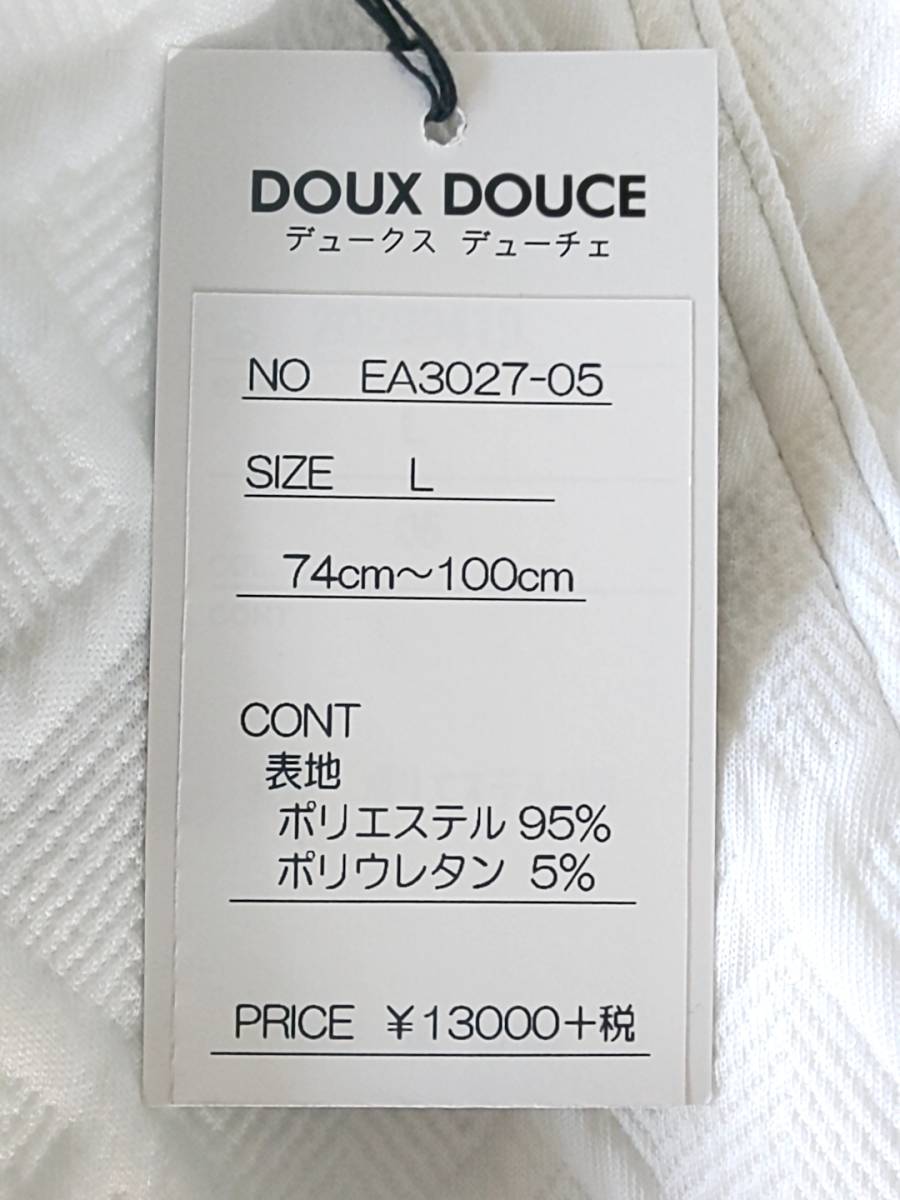 DOUX DOUCE
デュークス デューチェ
NO EA3027-05
SIZE L
74cm～100cm
CONT
表地
ポリエステル 95%
ポリウレタン 5%
PRICE ¥13000+税